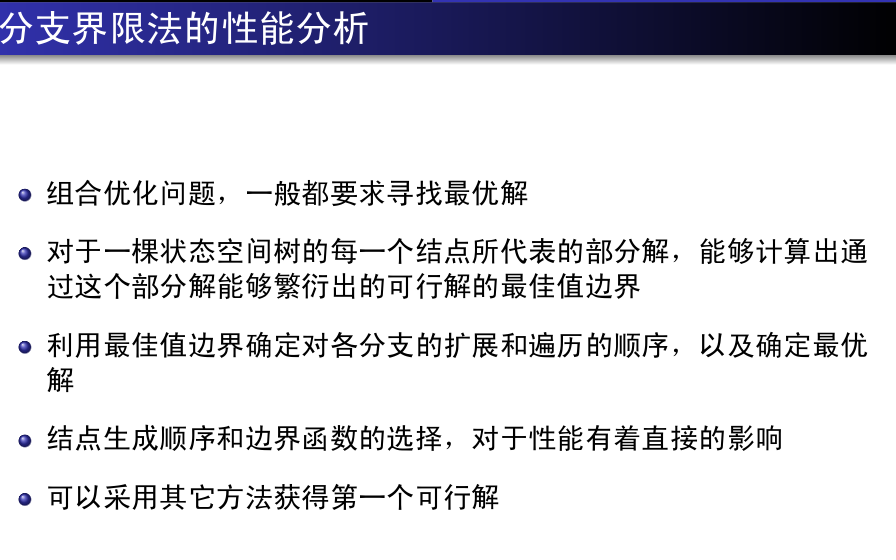 分支界限法的性能分析
组合优化问题，一般都要求寻找最优解
对于一棵状态空间树的每一个结点所代表的部分解，能够计算出通
过这个部分解能够繁衍出的可行解的最佳值边界
利用最佳值边界确定对各分支的扩展和遍历的顺序，以及确定最优
解
结点生成顺序和边界函数的选择，对于性能有着直接的影响
可以采用其它方法获得第一个可行解